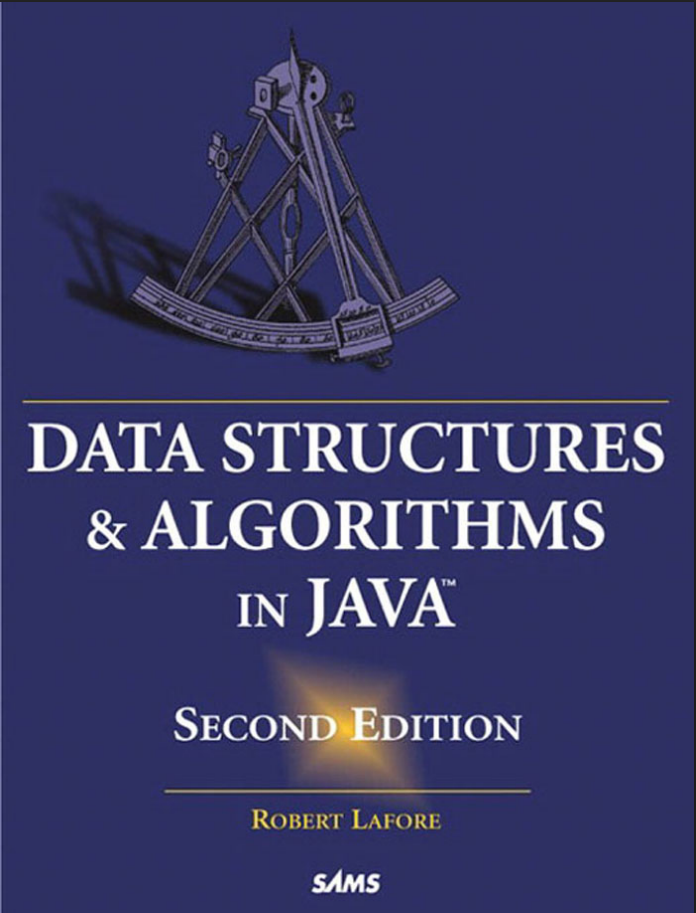 DATA STRUCTURES
& ALGORITHMS
IN JAVA™
SECOND EDITION
ROBERT LAFORE
SAMS